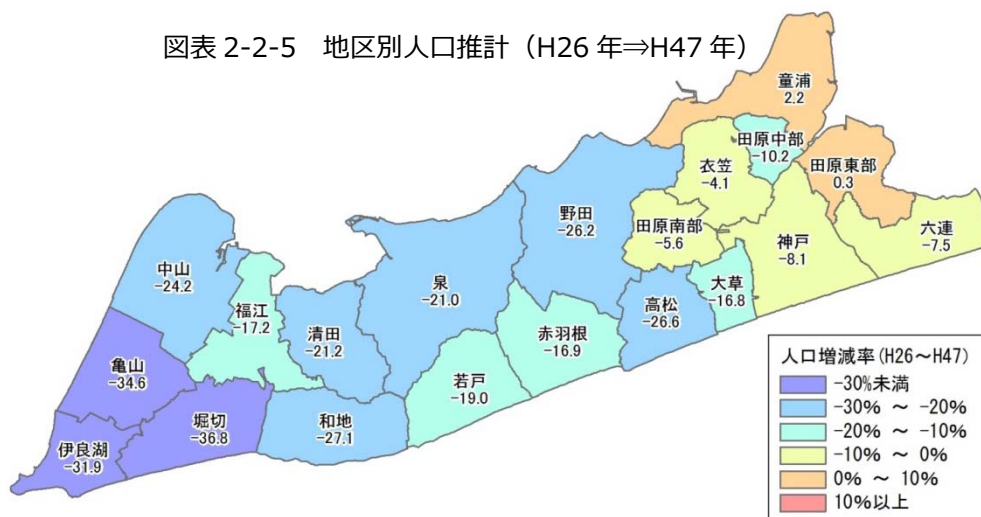 図表 2-2-5　地区別人口推計（H26 年⇒H47 年）
童浦
2.2
田原中部
-10.2
田原東部
0.3
衣笠
-4.1
野田
-26.2
田原南部
-5.6
神戸
-8.1
六連
-7.5
中山
-24.2
福江
-17.2
清田
-21.2
泉
-21.0
赤羽根
-16.9
高松
-26.6
大草
-16.8
亀山
-34.6
堀切
-36.8
伊良湖
-31.9
和地
-27.1
若戸
-19.0
人口増減率(H26～H47)
-30%未満
-30% ～ -20%
-20% ～ -10%
-10% ～ 0%
0% ～ 10%
10%以上